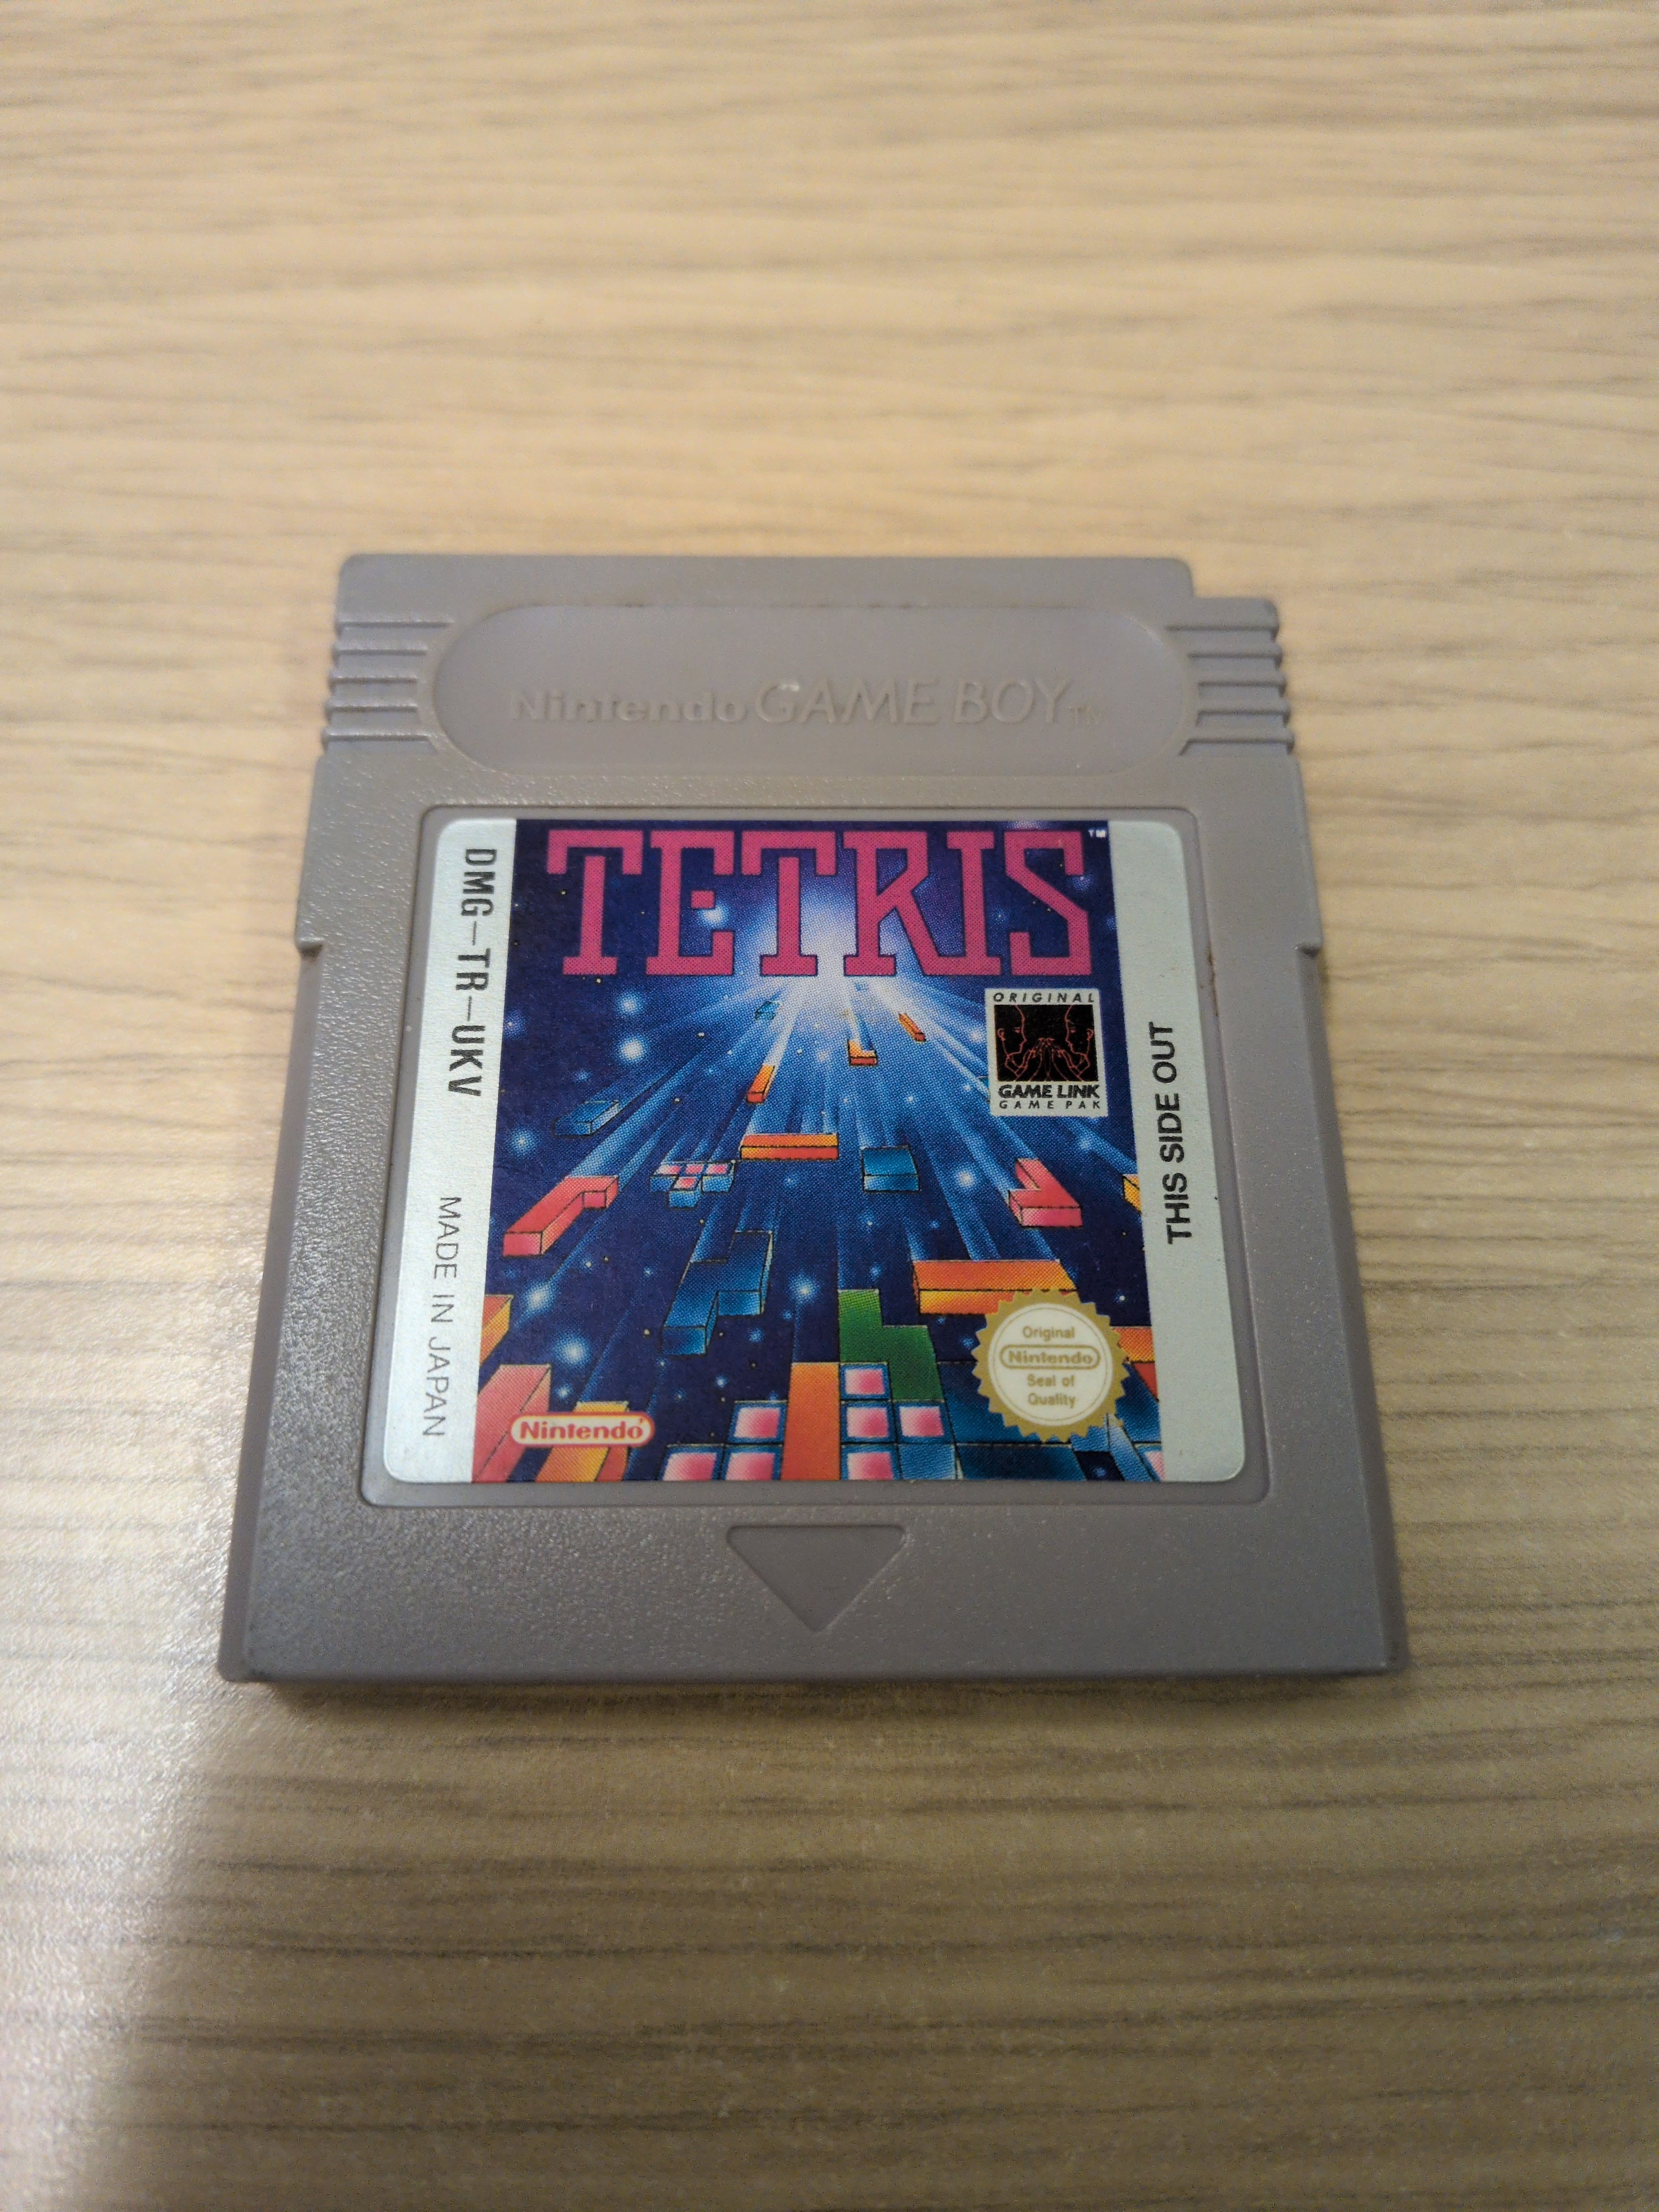 Nintendo GAME BOY TM
TETRIS TM
DMG-TR-UKV
MADE IN JAPAN
ORIGINAL
GAME LINK
GAME PAK
THIS SIDE OUT
Original
Nintendo
Seal of
Quality
Nintendo